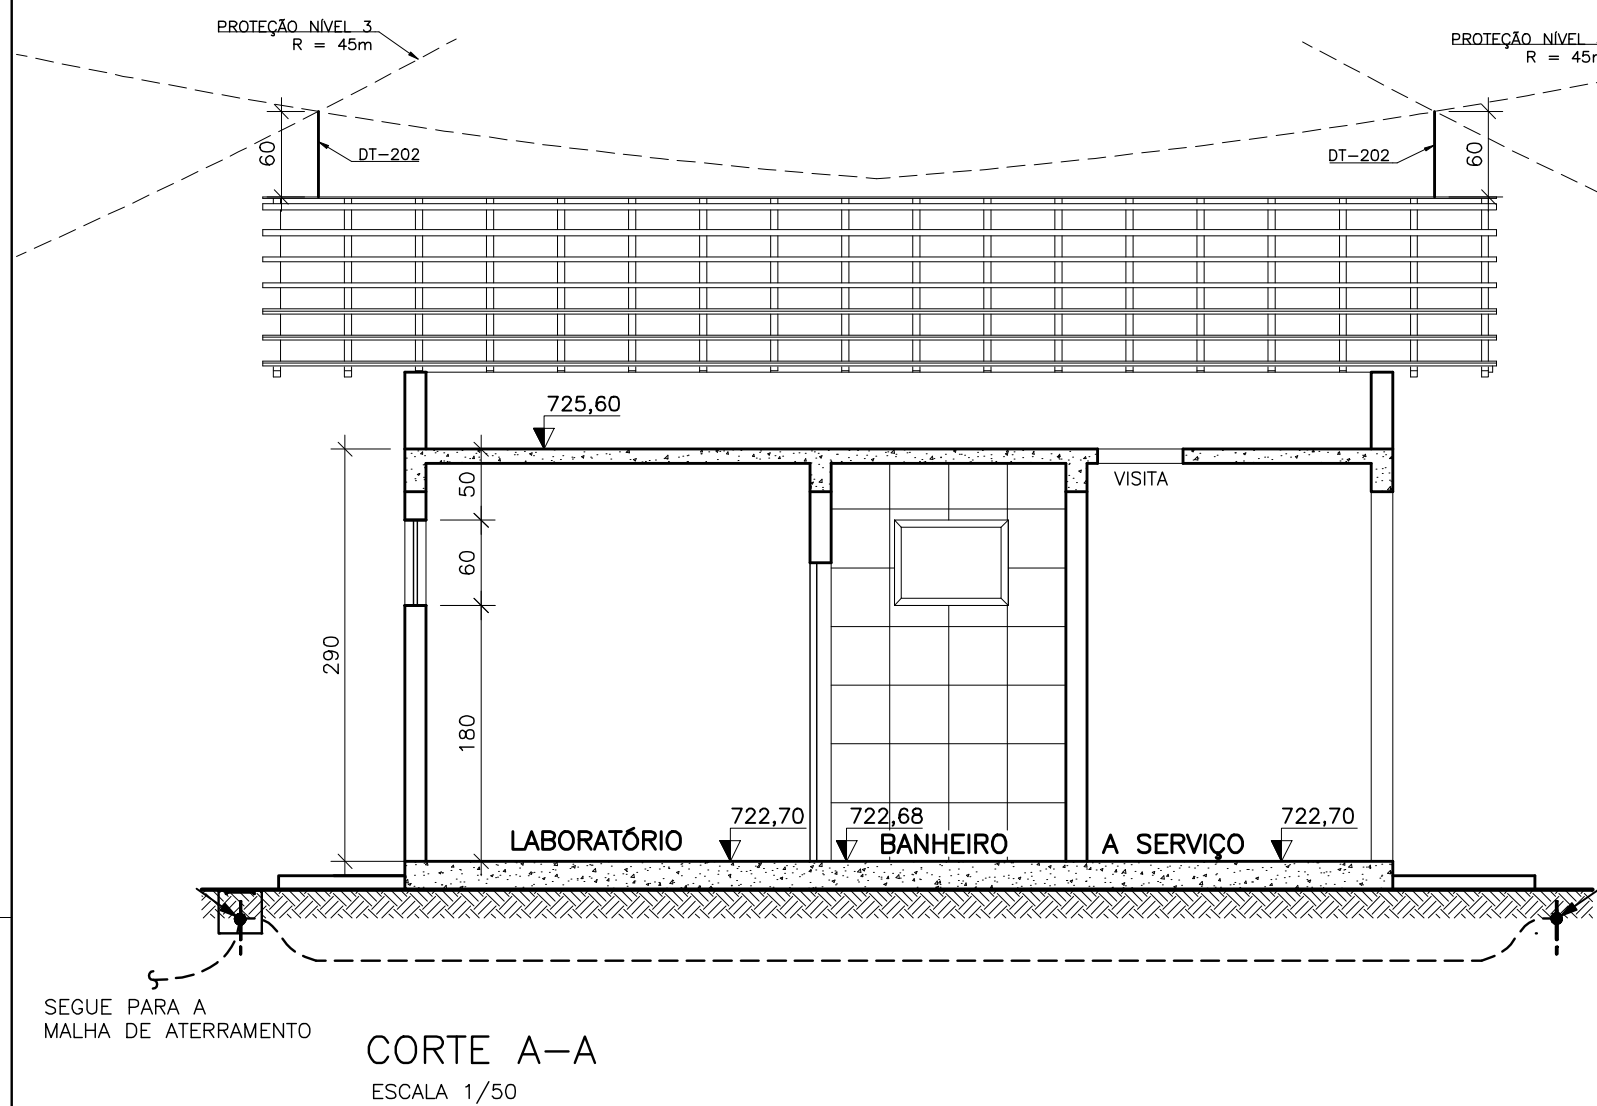 PROTEÇÃO NÍVEL 3
R = 45m
PROTEÇÃO NÍVEL
R = 45m
60
DT-202
DT-202
60
725,60
VISITA
50
60
290
180
722,70
722,68
722,70
LABORATÓRIO
BANHEIRO
A SERVIÇO
SEGUE PARA A
MALHA DE ATERRAMENTO
CORTE A-A
ESCALA 1/50